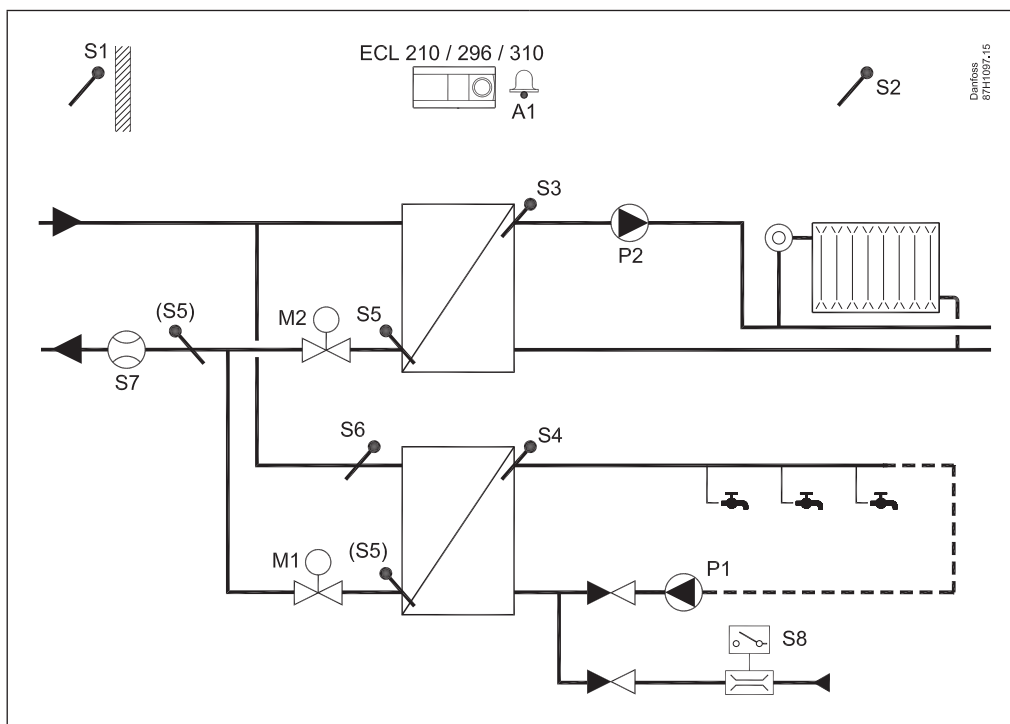 S1
ECL 210 / 296 / 310
A1
S2
Danfoss
87H1097.15
S3
P2
(S5)
M2
S5
S7
S6
S4
M1
(S5)
P1
S8